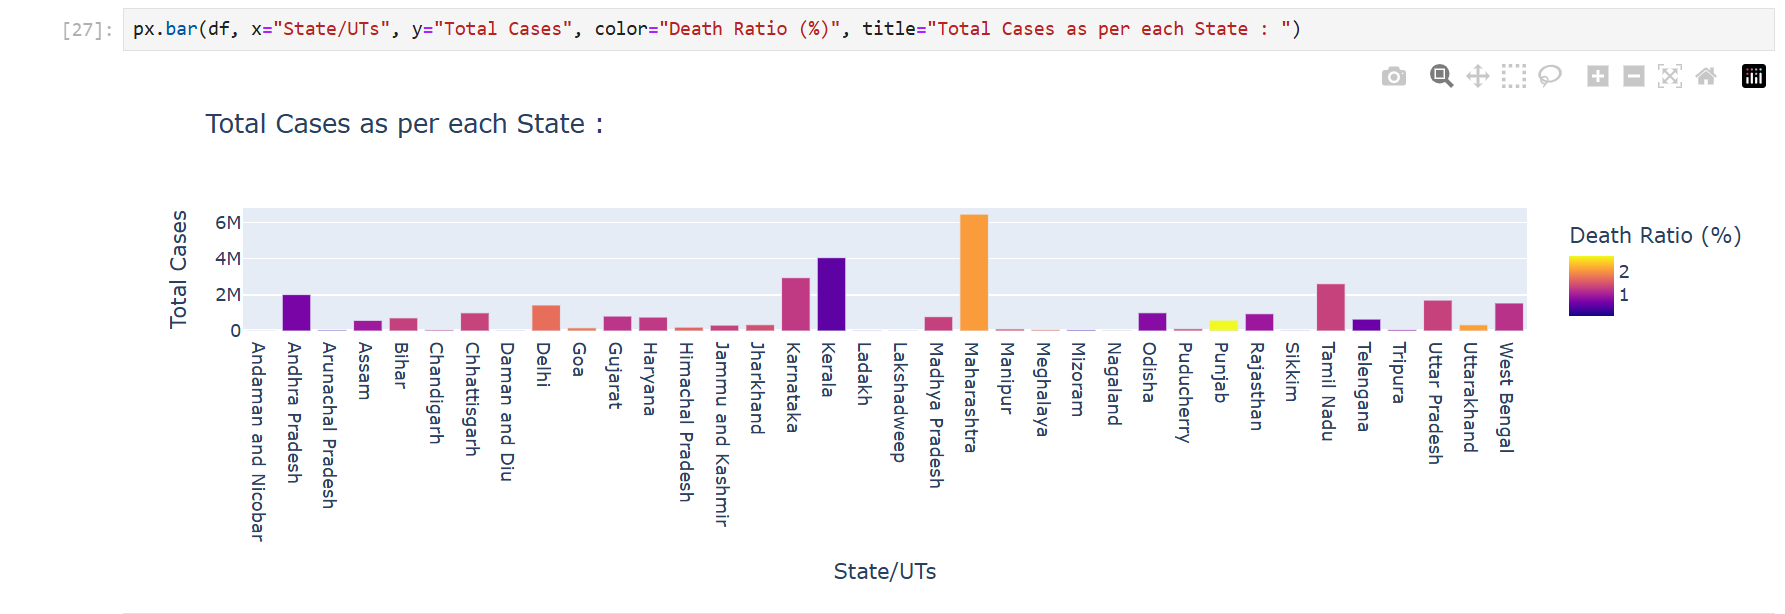 [27]: px.bar(df, x="State/UTs", y="Total Cases", color="Death Ratio (%)", title="Total Cases as per each State : ")
Total Cases as per each State :
Total Cases
6M
4M
2M
0
Andaman and Nicobar
Andhra Pradesh
Arunachal Pradesh
Assam
Bihar
Chandigarh
Chhattisgarh
Daman and Diu
Delhi
Goa
Gujarat
Haryana
Himachal Pradesh
Jammu and Kashmir
Jharkhand
Karnataka
Kerala
Ladakh
Lakshadweep
Madhya Pradesh
Maharashtra
Manipur
Meghalaya
Mizoram
Nagaland
Odisha
Puducherry
Punjab
Rajasthan
Sikkim
Tamil Nadu
Telengana
Tripura
Uttar Pradesh
Uttarakhand
West Bengal
State/UTs
Death Ratio (%)
2
1